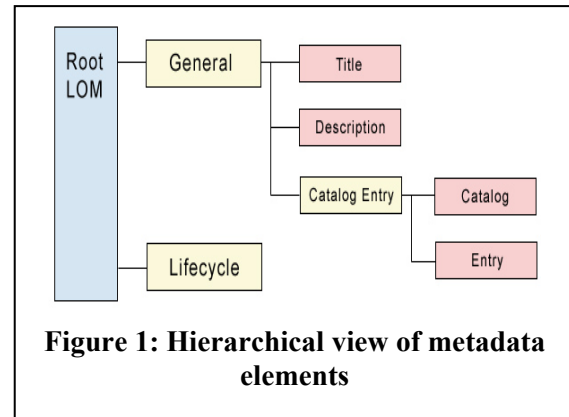 Root
LOM
General
Title
Description
Catalog Entry
Catalog
Entry
Lifecycle
Figure 1: Hierarchical view of metadata
elements